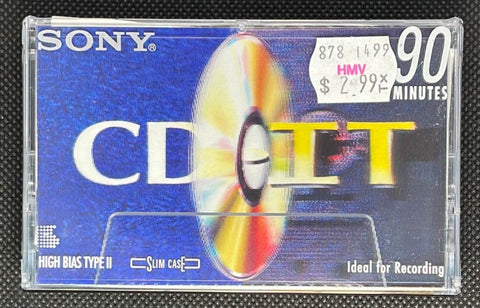 SONY®
878 1499
HMV
$ 2.99
90
MINUTES
CD-IT
HIGH BIAS TYPE II
SLIM CASE
Ideal for Recording